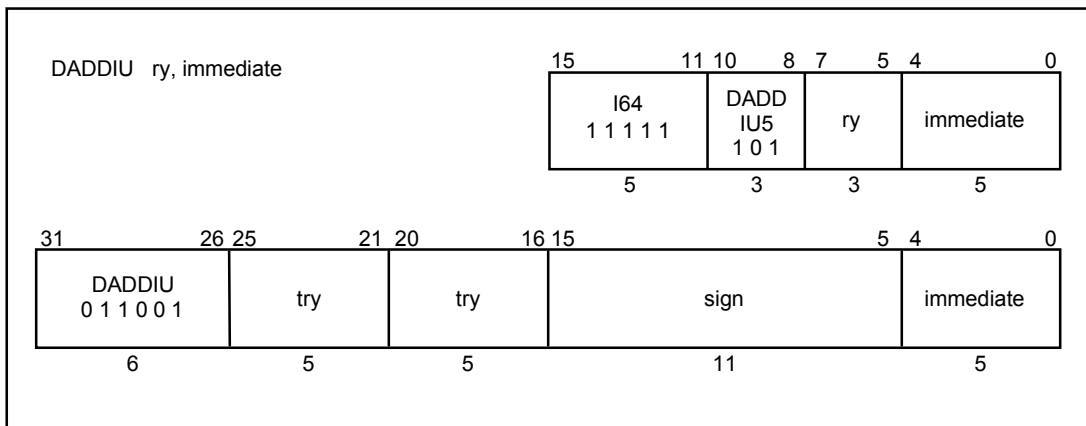 DADDIU ry, immediate
15 11 10 8 7 5 4 0
I64 DADD ry immediate
1 1 1 1 1 IU5
1 0 1
5 3 3 5
31 26 25 21 20 16 15 5 4 0
DADDIU try try sign immediate
0 1 1 0 0 1
6 5 5 11 5